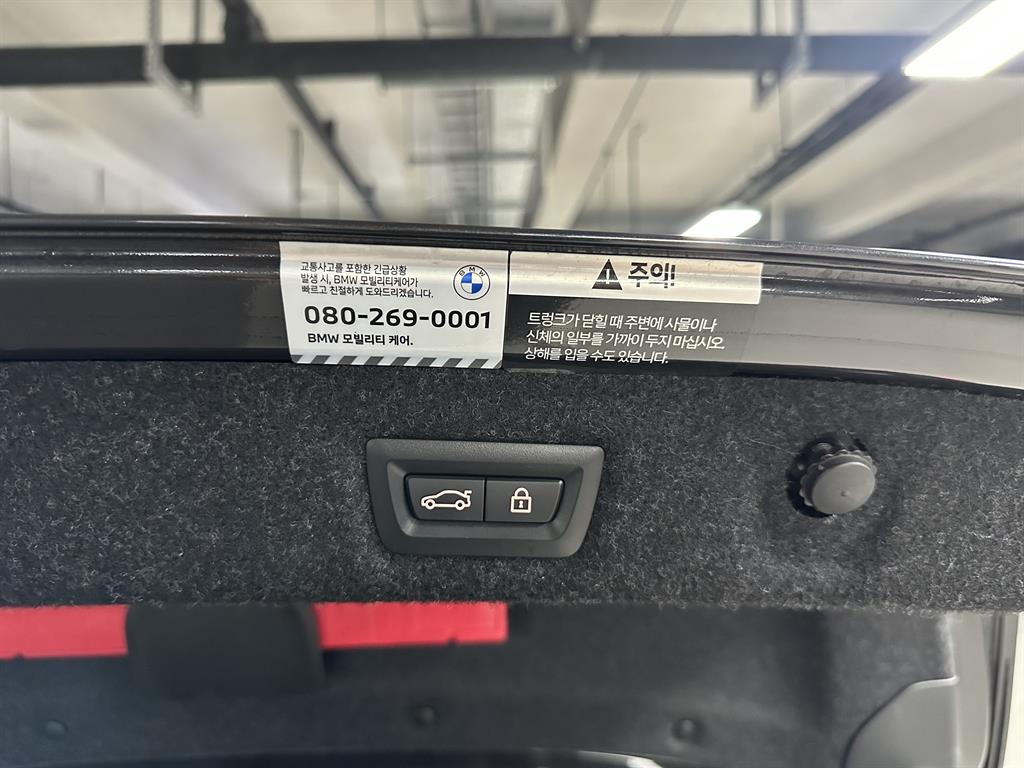 교통사고를 포함한 긴급상황
발생 시, BMW 모빌리티케어가
빠르고 친절하게 도와드리겠습니다.
BMW
080-269-0001
BMW 모빌리티 케어.
주의!
트렁크가 닫힐 때 주변에 사물이나
신체의 일부를 가까이 두지 마십시오.
상해를 입을 수도 있습니다.